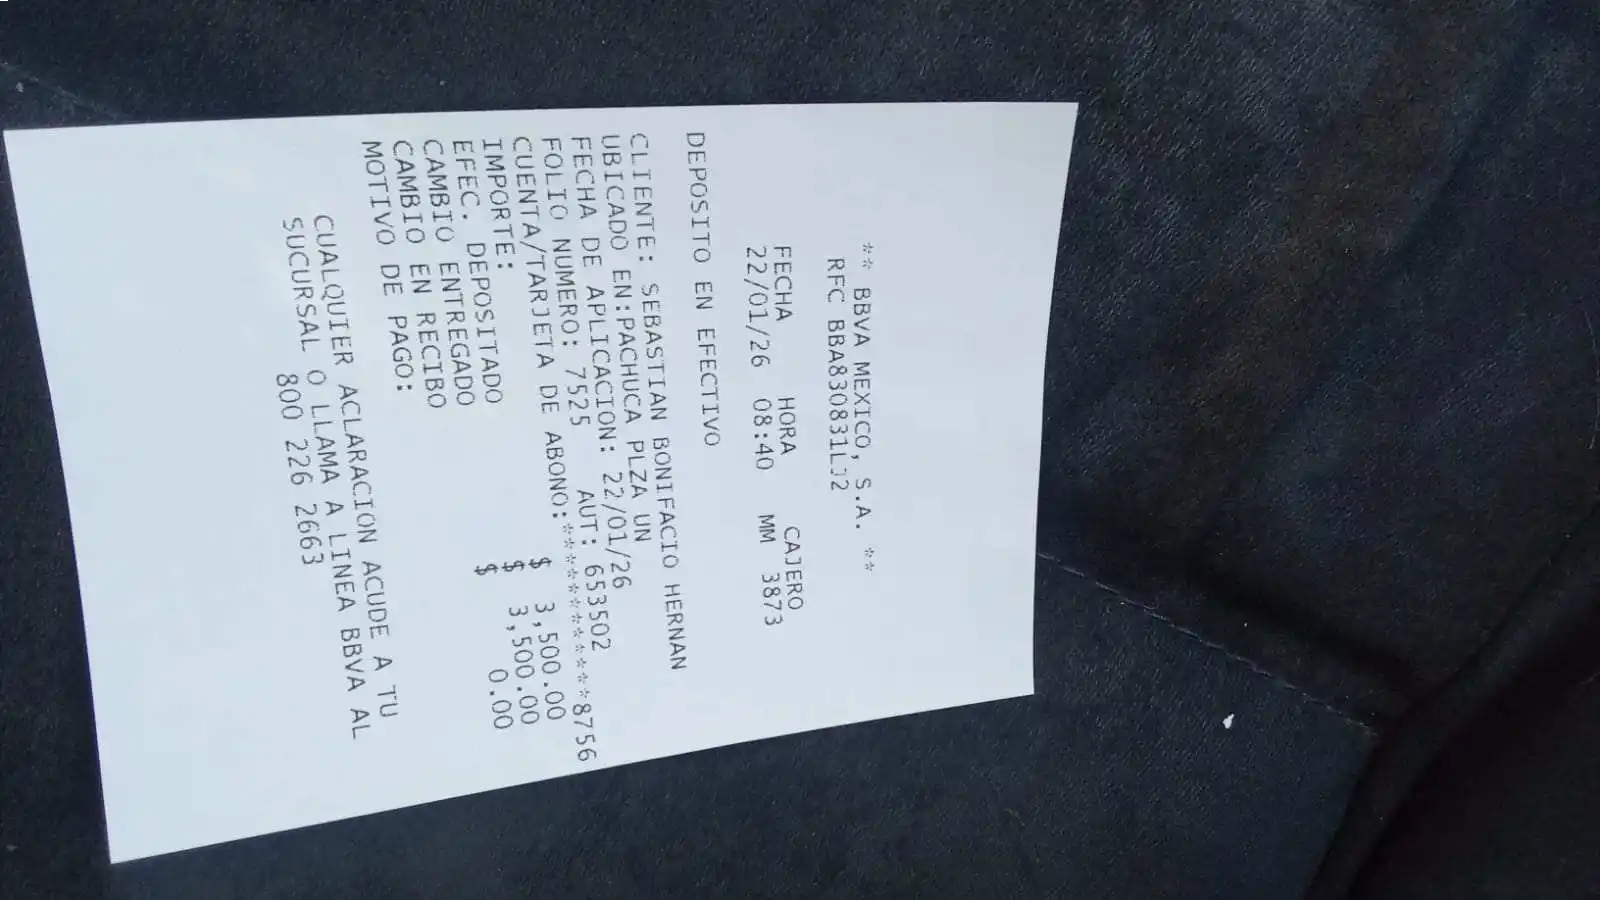 ** BBVA MEXICO, S.A. **
RFC BBA830831LJ2
FECHA HORA CAJERO
22/01/26 08:40 MM 3873
DEPOSITO EN EFECTIVO
CLIENTE: SEBASTIAN BONIFACIO HERNAN
UBICADO EN:PACHUCA PLZA UN
FECHA DE APLICACION: 22/01/26
FOLIO NUMERO: 7525 AUT: 653502
CUENTA/TARJETA DE ABONO:************8756
IMPORTE: $ 3,500.00
EFEC. DEPOSITADO $ 3,500.00
CAMBIO ENTREGADO $ 0.00
CAMBIO EN RECIBO
MOTIVO DE PAGO:
CUALQUIER ACLARACION ACUDE A TU
SUCURSAL O LLAMA A LINEA BBVA AL
800 226 2663